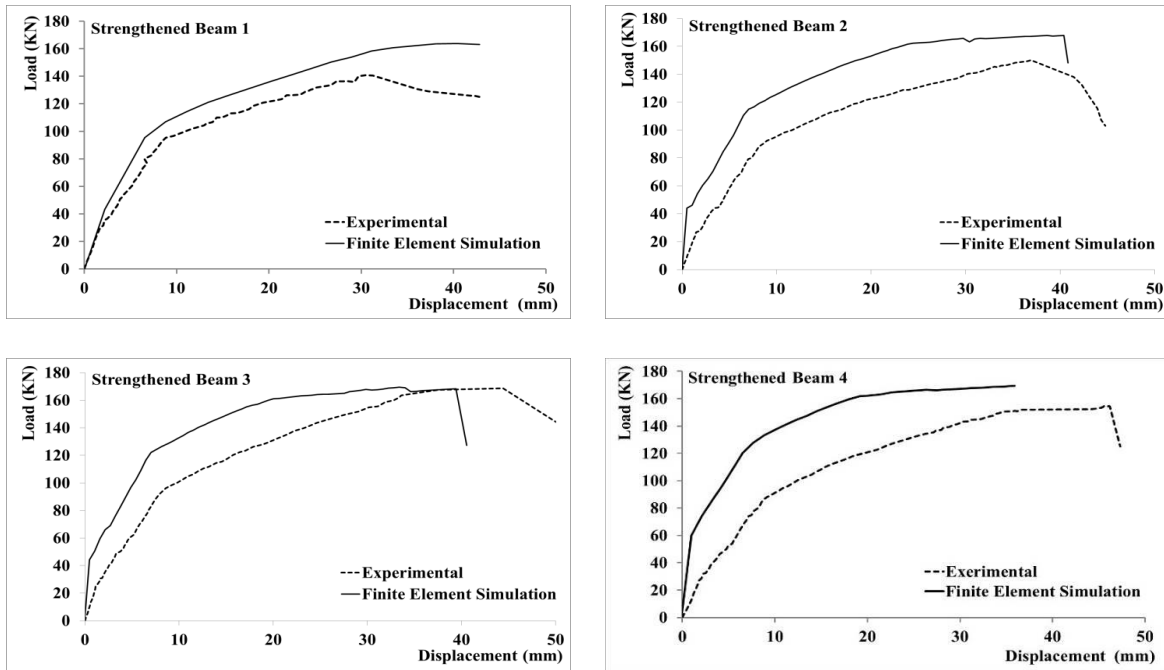 Strengthened Beam 1
Load (KN)
180
160
140
120
100
80
60
40
20
0
Experimental
Finite Element Simulation
0 10 20 30 40 50
Displacement (mm)
Strengthened Beam 2
Load (KN)
180
160
140
120
100
80
60
40
20
0
Experimental
Finite Element Simulation
0 10 20 30 40 50
Displacement (mm)
Strengthened Beam 3
Load (KN)
180
160
140
120
100
80
60
40
20
0
Experimental
Finite Element Simulation
0 10 20 30 40 50
Displacement (mm)
Strengthened Beam 4
Load (KN)
180
160
140
120
100
80
60
40
20
0
Exerimental
Finite Element Simulation
0 10 20 30 40 50
Displacement (mm)